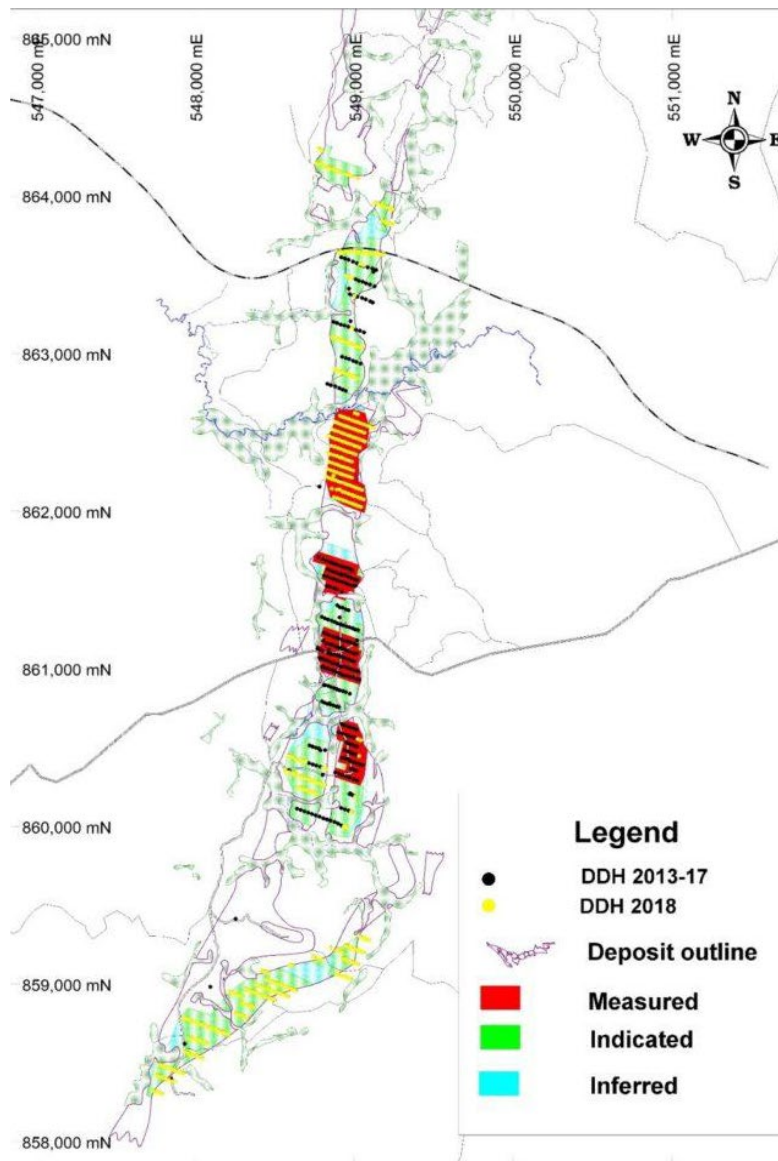 865,000 mN
547,000 mE
548,000 mE
549,000 mE
550,000 mE
551,000 mE
N
W E
S
864,000 mN
863,000 mN
862,000 mN
861,000 mN
860,000 mN
859,000 mN
858,000 mN
Legend
DDH 2013-17
DDH 2018
Deposit outline
Measured
Indicated
Inferred